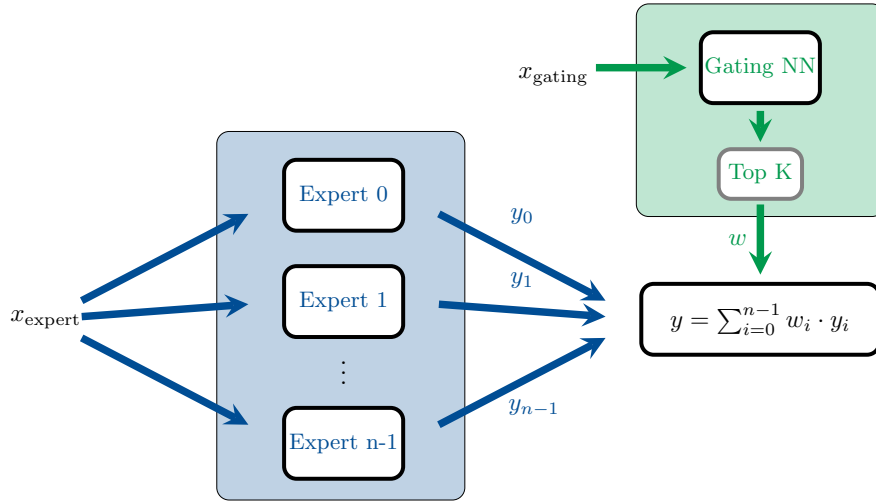 x_gating
Gating NN
Top K
w
Expert 0
Expert 1
⋮
Expert n-1
x_expert
y_0
y_1
y_{n−1}
y = ∑_{i=0}^{n−1} w_i · y_i